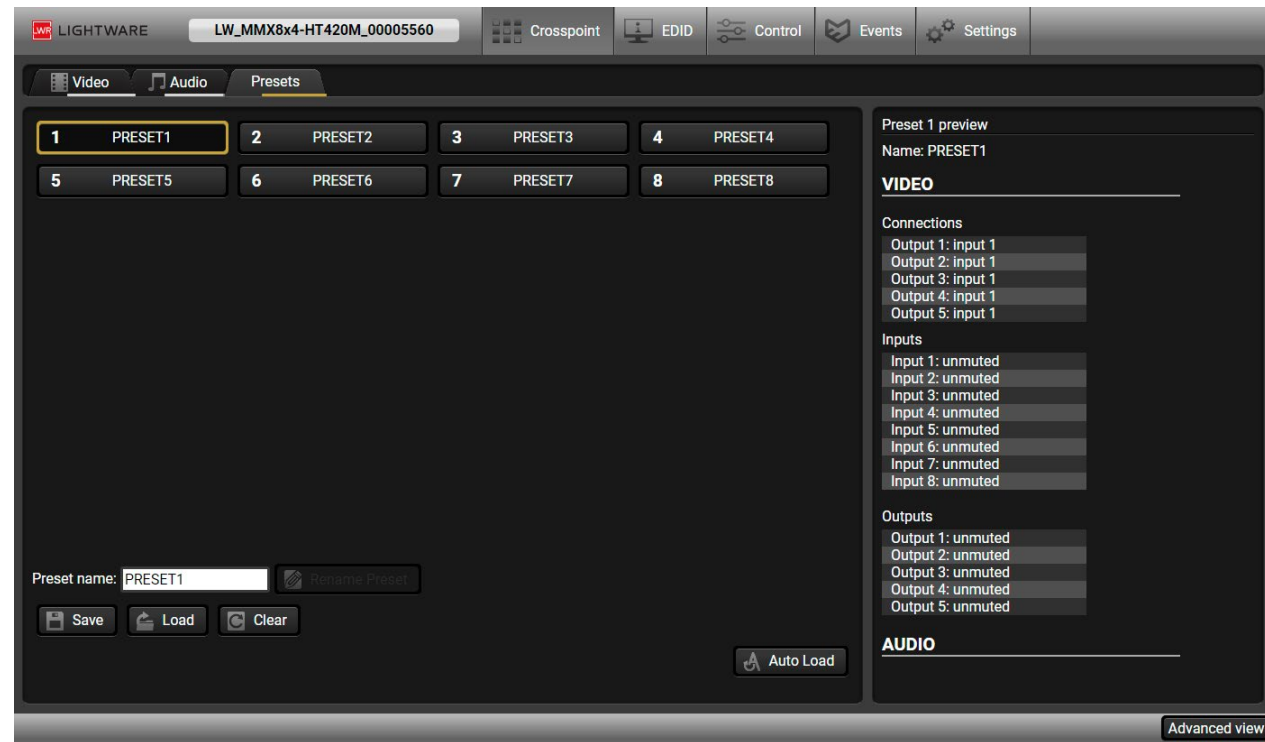 LWR LIGHTWARE LW_MMX8x4-HT420M_00005560 Crosspoint EDID Control Events Settings
Video Audio Presets
1 PRESET1 2 PRESET2 3 PRESET3 4 PRESET4
5 PRESET5 6 PRESET6 7 PRESET7 8 PRESET8
Preset name: PRESET1 Rename Preset
Save Load Clear
Auto Load
Preset 1 preview
Name: PRESET1
VIDEO
Connections
Output 1: input 1
Output 2: input 1
Output 3: input 1
Output 4: input 1
Output 5: input 1
Inputs
Input 1: unmuted
Input 2: unmuted
Input 3: unmuted
Input 4: unmuted
Input 5: unmuted
Input 6: unmuted
Input 7: unmuted
Input 8: unmuted
Outputs
Output 1: unmuted
Output 2: unmuted
Output 3: unmuted
Output 4: unmuted
Output 5: unmuted
AUDIO
Advanced view